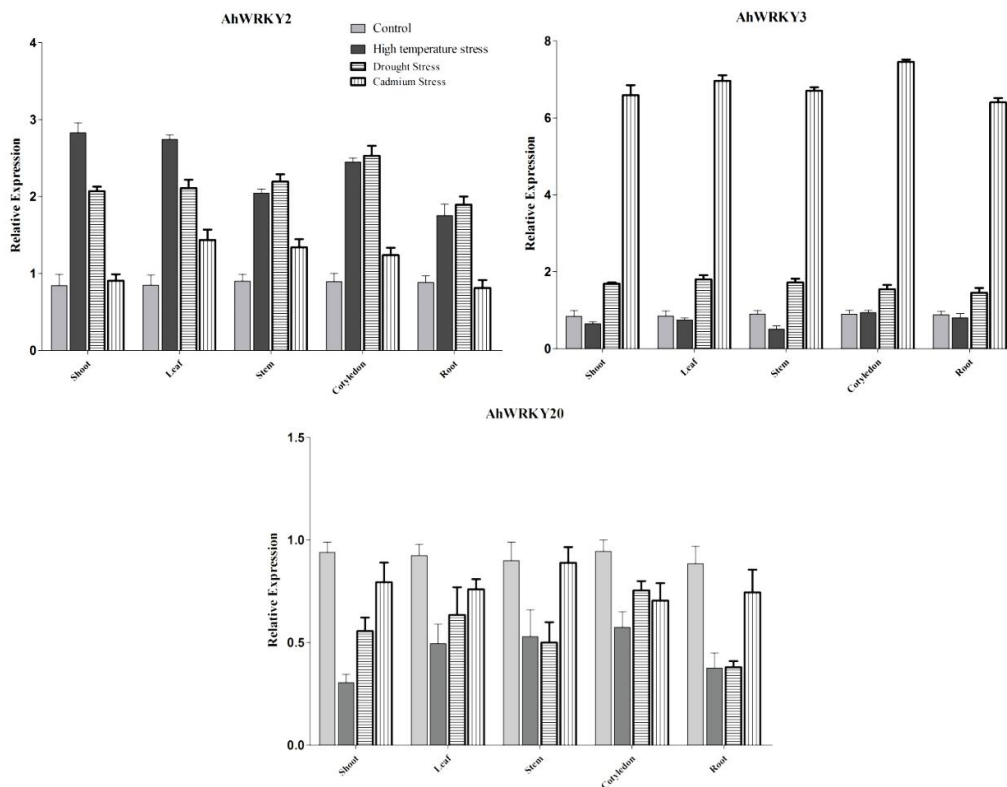 AhWRKY2
Control
High temperature stress
Drought Stress
Cadmium Stress
Relative Expression
4
3
2
1
0
Shoot
Leaf
Stem
Cotyledon
Root
AhWRKY3
Relative Expression
8
6
4
2
0
Shoot
Leaf
Stem
Cotyledon
Root
AhWRKY20
Relative Expression
1.5
1.0
0.5
0.0
Shoot
Leaf
Stem
Cotyledon
Root